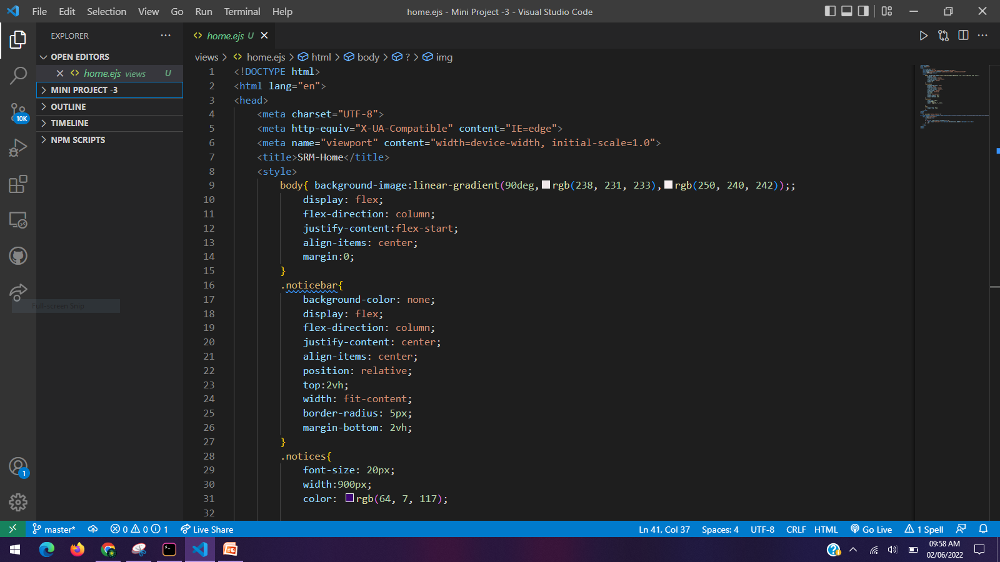 File Edit Selection View Go Run Terminal Help
home.ejs - Mini Project -3 - Visual Studio Code
EXPLORER
OPEN EDITORS
home.ejs views U
MINI PROJECT -3
OUTLINE
TIMELINE
NPM SCRIPTS
10K
Full-screen Snip
1
home.ejs U
views > home.ejs > html > body > ? > img
1 <!DOCTYPE html>
2 <html lang="en">
3 <head>
4 <meta charset="UTF-8">
5 <meta http-equiv="X-UA-Compatible" content="IE=edge">
6 <meta name="viewport" content="width=device-width, initial-scale=1.0">
7 <title>SRM-Home</title>
8 <style>
9 body{ background-image:linear-gradient(90deg,rgb(238, 231, 233),rgb(250, 240, 242));;
10 display: flex;
11 flex-direction: column;
12 justify-content:flex-start;
13 align-items: center;
14 margin:0;
15 }
16 .noticebar{
17 background-color: none;
18 display: flex;
19 flex-direction: column;
20 justify-content: center;
21 align-items: center;
22 position: relative;
23 top:2vh;
24 width: fit-content;
25 border-radius: 5px;
26 margin-bottom: 2vh;
27 }
28 .notices{
29 font-size: 20px;
30 width:900px;
31 color: rgb(64, 7, 117);
32
master* 0 0 1 Live Share
Ln 41, Col 37 Spaces: 4 UTF-8 CRLF HTML Go Live 1 Spell
09:58 AM
02/06/2022